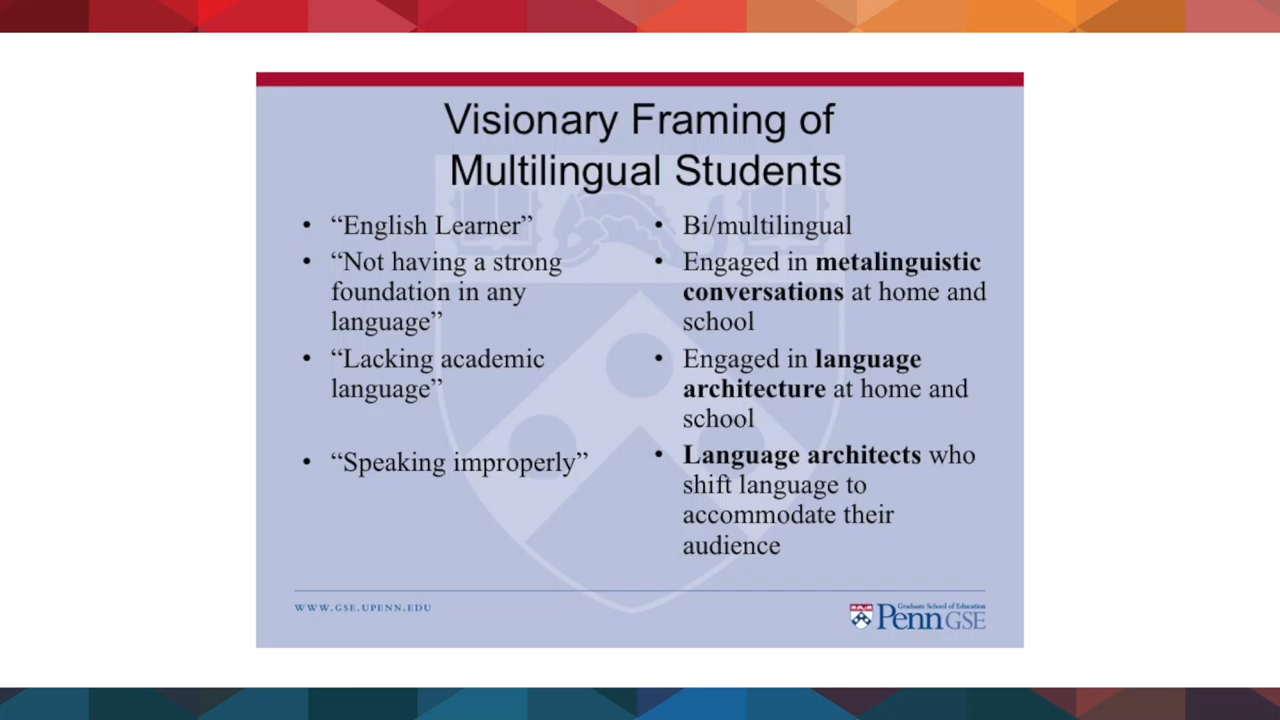 Visionary Framing of
Multilingual Students
• “English Learner”
• “Not having a strong
foundation in any
language”
• “Lacking academic
language”
• “Speaking improperly”
• Bi/multilingual
• Engaged in metalinguistic
conversations at home and
school
• Engaged in language
architecture at home and
school
• Language architects who
shift language to
accommodate their
audience
WWW.GSE.UPENN.EDU
Graduate School of Education
Penn GSE